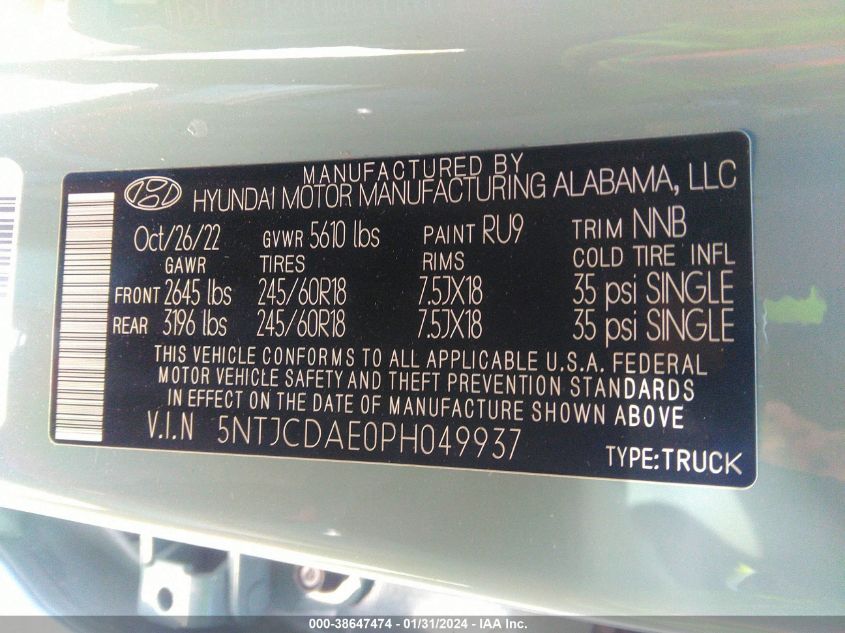 MANUFACTURED BY
HYUNDAI MOTOR MANUFACTURING ALABAMA, LLC
Oct/26/22 GVWR 5610 lbs PAINT RU9 TRIM NNB
GAWR TIRES RIMS COLD TIRE INFL
FRONT 2645 lbs 245/60R18 7.5JX18 35 psi SINGLE
REAR 3196 lbs 245/60R18 7.5JX18 35 psi SINGLE
THIS VEHICLE CONFORMS TO ALL APPLICABLE U.S.A. FEDERAL
MOTOR VEHICLE SAFETY AND THEFT PREVENTION STANDARDS
IN EFFECT ON THE DATE OF MANUFACTURE SHOWN ABOVE
V.I.N 5NTJCDAE0PH049937
TYPE:TRUCK
000-38647474 - 01/31/2024 - IAA Inc.